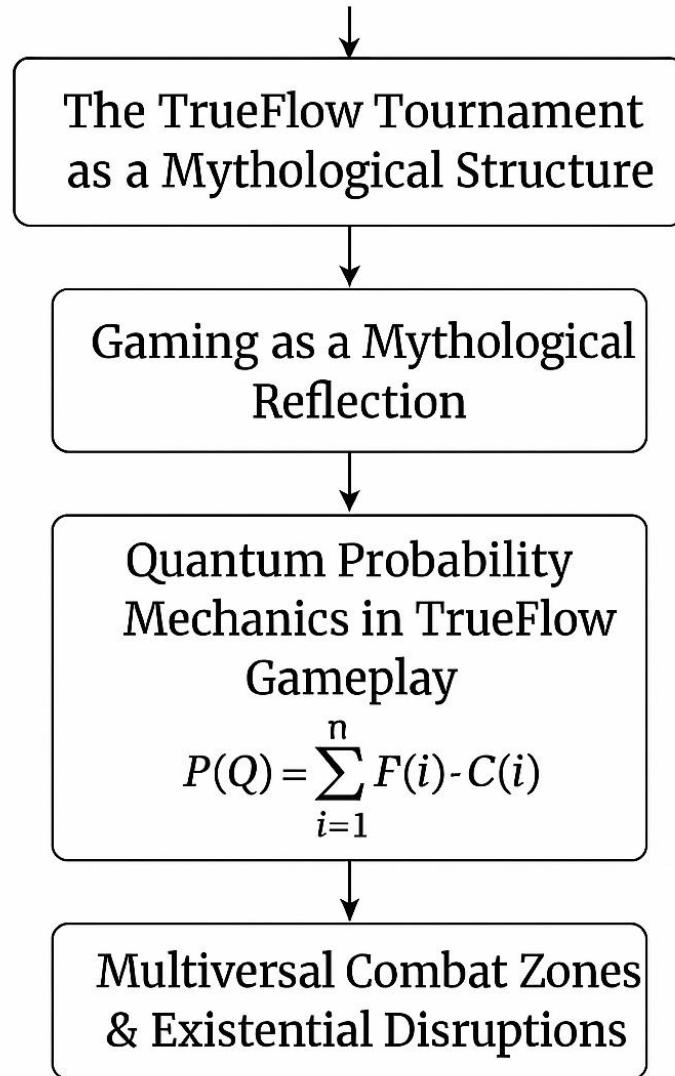 The TrueFlow Tournament
as a Mythological Structure
Gaming as a Mythological
Reflection
Quantum Probability
Mechanics in TrueFlow
Gameplay
n
P(Q) = ∑ F(i) - C(i)
i=1
Multiversal Combat Zones
& Existential Disruptions